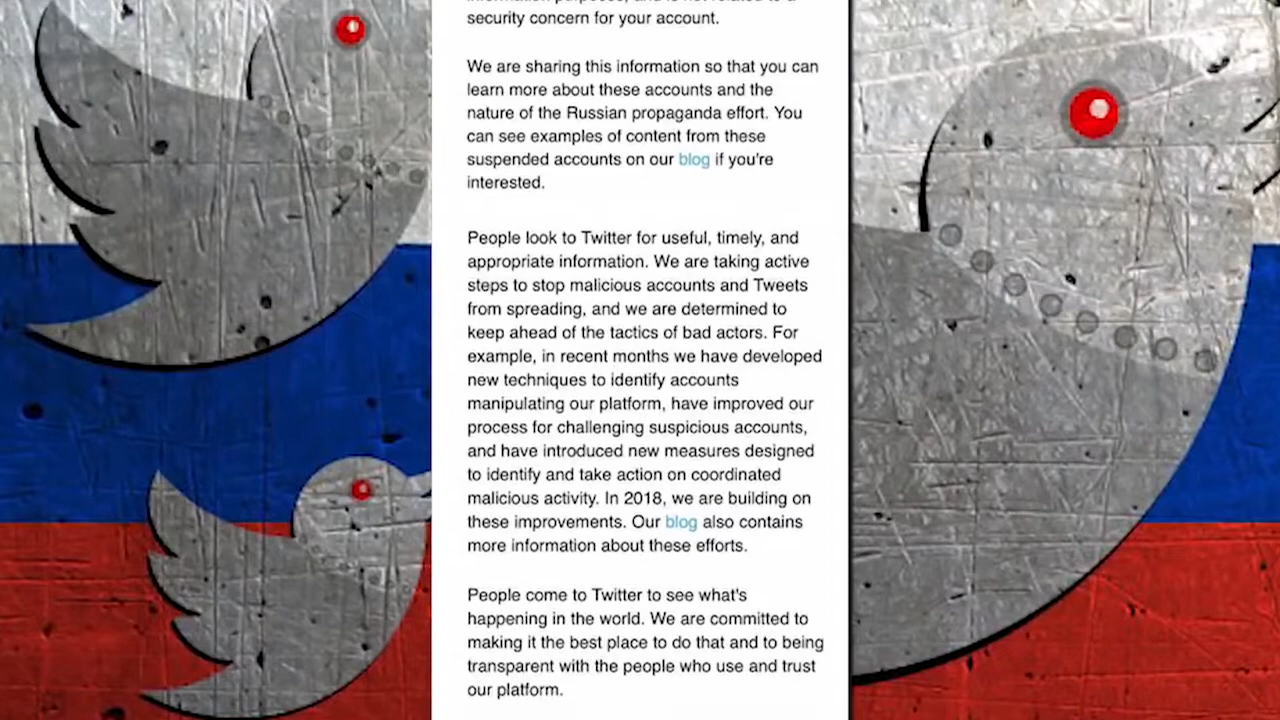 security concern for your account.
We are sharing this information so that you can
learn more about these accounts and the
nature of the Russian propaganda effort. You
can see examples of content from these
suspended accounts on our blog if you're
interested.
People look to Twitter for useful, timely, and
appropriate information. We are taking active
steps to stop malicious accounts and Tweets
from spreading, and we are determined to
keep ahead of the tactics of bad actors. For
example, in recent months we have developed
new techniques to identify accounts
manipulating our platform, have improved our
process for challenging suspicious accounts,
and have introduced new measures designed
to identify and take action on coordinated
malicious activity. In 2018, we are building on
these improvements. Our blog also contains
more information about these efforts.
People come to Twitter to see what's
happening in the world. We are committed to
making it the best place to do that and to being
transparent with the people who use and trust
our platform.